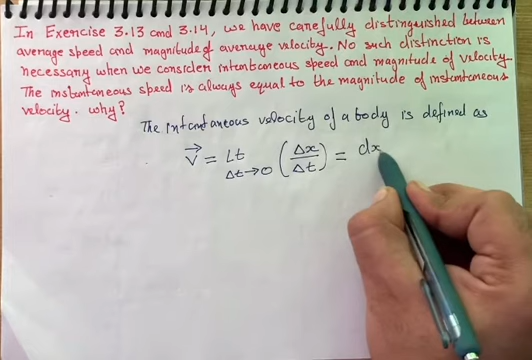 In Exercise 3.13 and 3.14, we have carefully distinguished between
average speed and magnitude of average velocity. No such distinction is
necessary when we consider intantaneous speed and magnitude of velocity.
The instantaneous speed is always equal to the magnitude of instantaneous
velocity. why?
The intantaneous velocity of a body is defined as
v⃗ = Lt Δt→0 (Δx/Δt) = dx